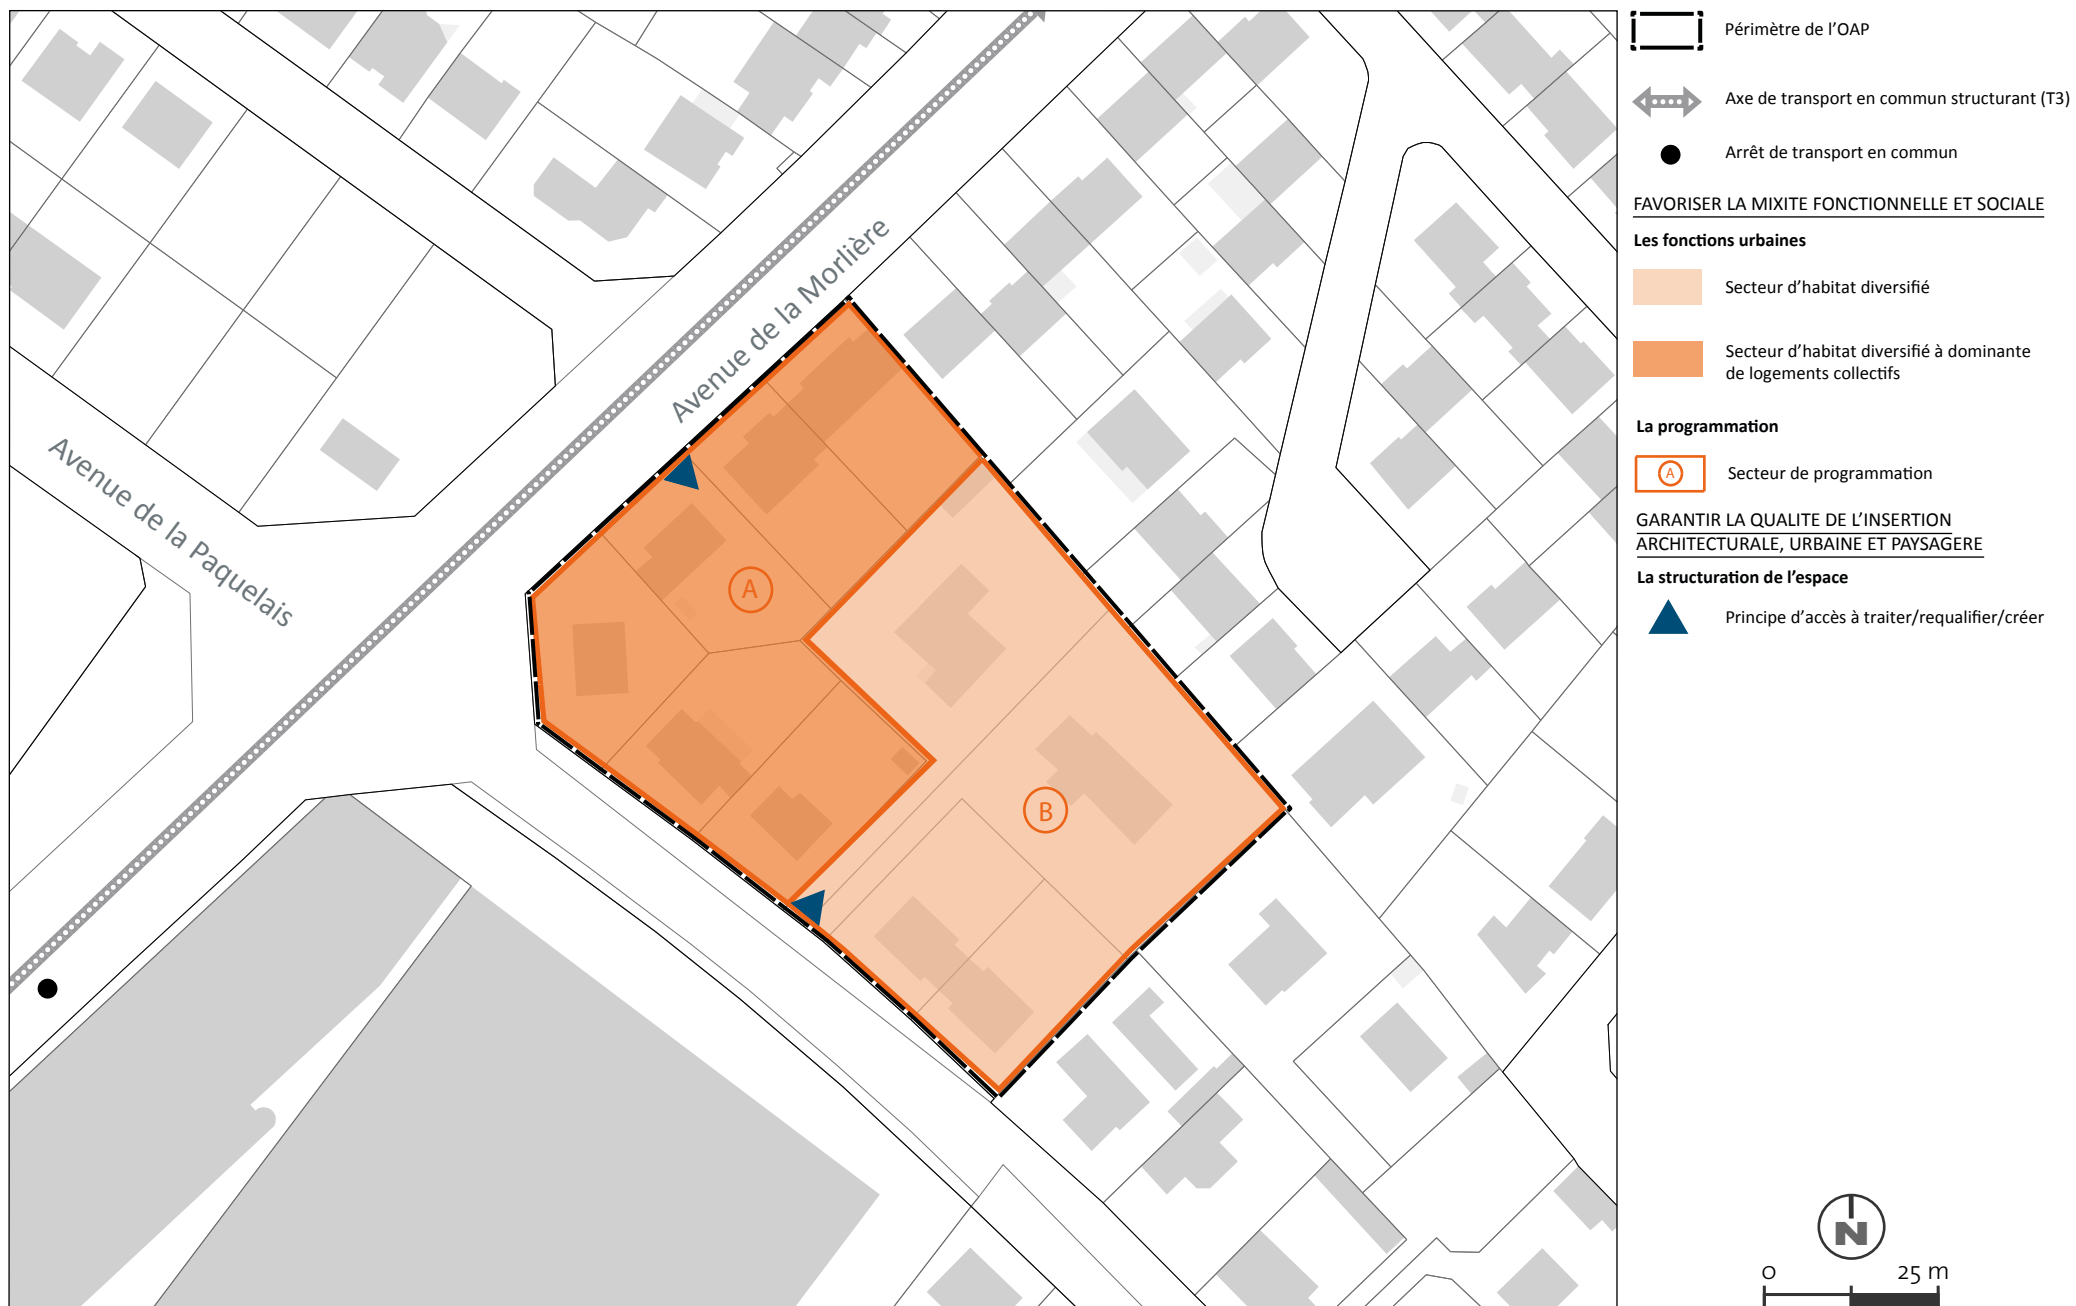 Avenue de la Morlière
Avenue de la Paquelais
A
B
Périmètre de l'OAP
Axe de transport en commun structurant (T3)
Arrêt de transport en commun
FAVORISER LA MIXITE FONCTIONNELLE ET SOCIALE
Les fonctions urbaines
Secteur d'habitat diversifié
Secteur d'habitat diversifié à dominante
de logements collectifs
La programmation
A
Secteur de programmation
GARANTIR LA QUALITE DE L'INSERTION
ARCHITECTURALE, URBAINE ET PAYSAGERE
La structuration de l'espace
Principe d'accès à traiter/requalifier/créer
N
0 25 m